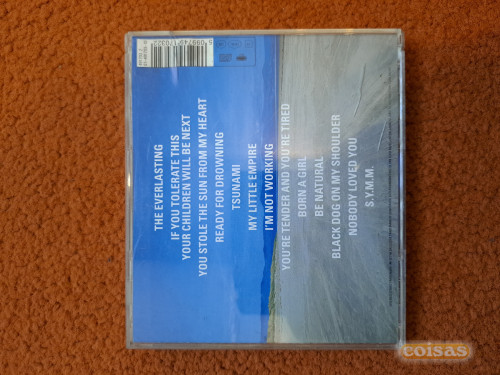 THE EVERLASTING
IF YOU TOLERATE THIS
YOUR CHILDREN WILL BE NEXT
YOU STOLE THE SUN FROM MY HEART
READY FOR DROWNING
TSUNAMI
MY LITTLE EMPIRE
I'M NOT WORKING
YOU'RE TENDER AND YOU'RE TIRED
BORN A GIRL
BE NATURAL
BLACK DOG ON MY SHOULDER
NOBODY LOVED YOU
S.Y.M.M.
coisas